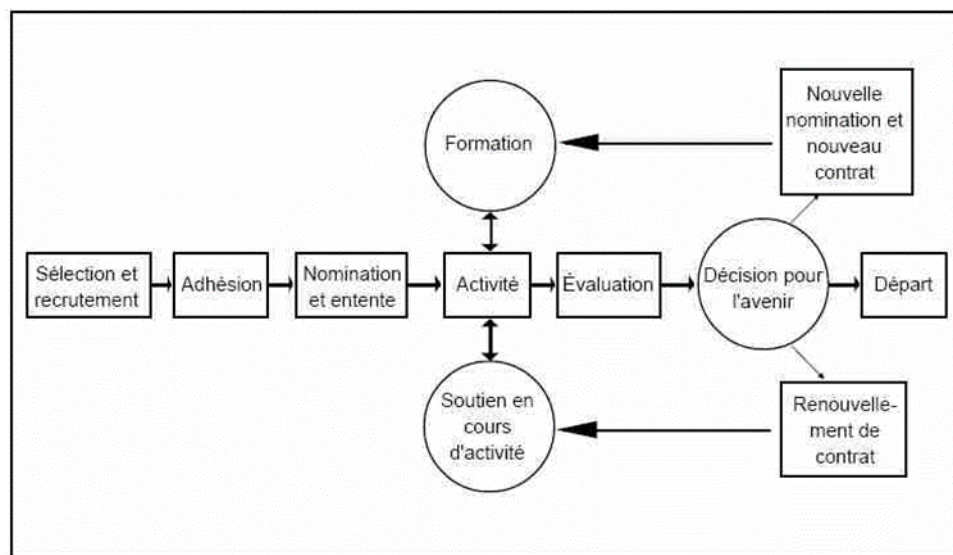 Nouvelle
nomination et
nouveau
contrat
Formation
Sélection et
recrutement
Adhésion
Nomination
et entente
Activité
Évaluation
Décision pour
l'avenir
Départ
Soutien en
cours
d'activité
Renouvelle-
ment de
contrat